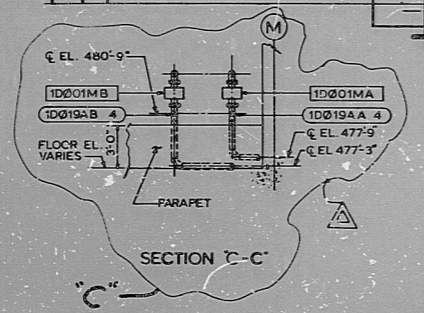 M
℄ EL. 480'-9"
1DØ01MB
1DØ01MA
1DØ19AB 4
1DØ19AA 4
FLOOR EL.
VARIES
3'-0"
℄ EL. 477'-9"
℄ EL. 477'-3"
PARAPET
SECTION "C-C"
"C"